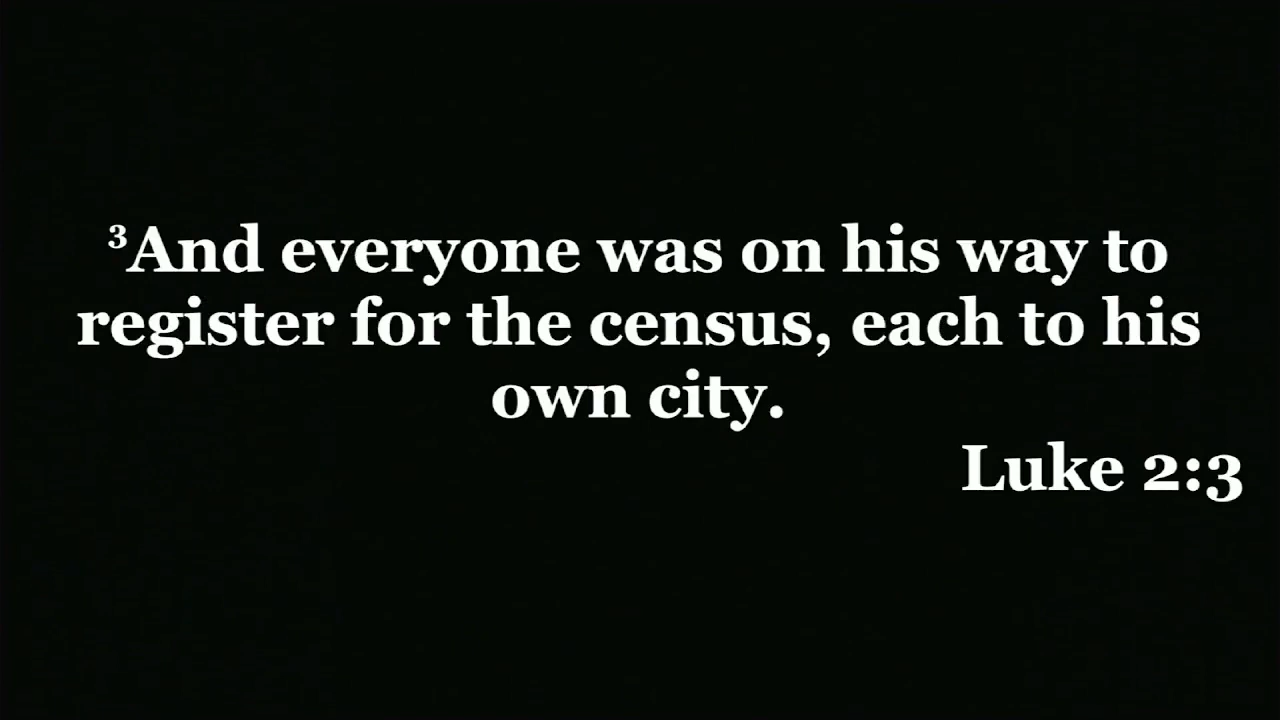 ³And everyone was on his way to
register for the census, each to his
own city.
Luke 2:3